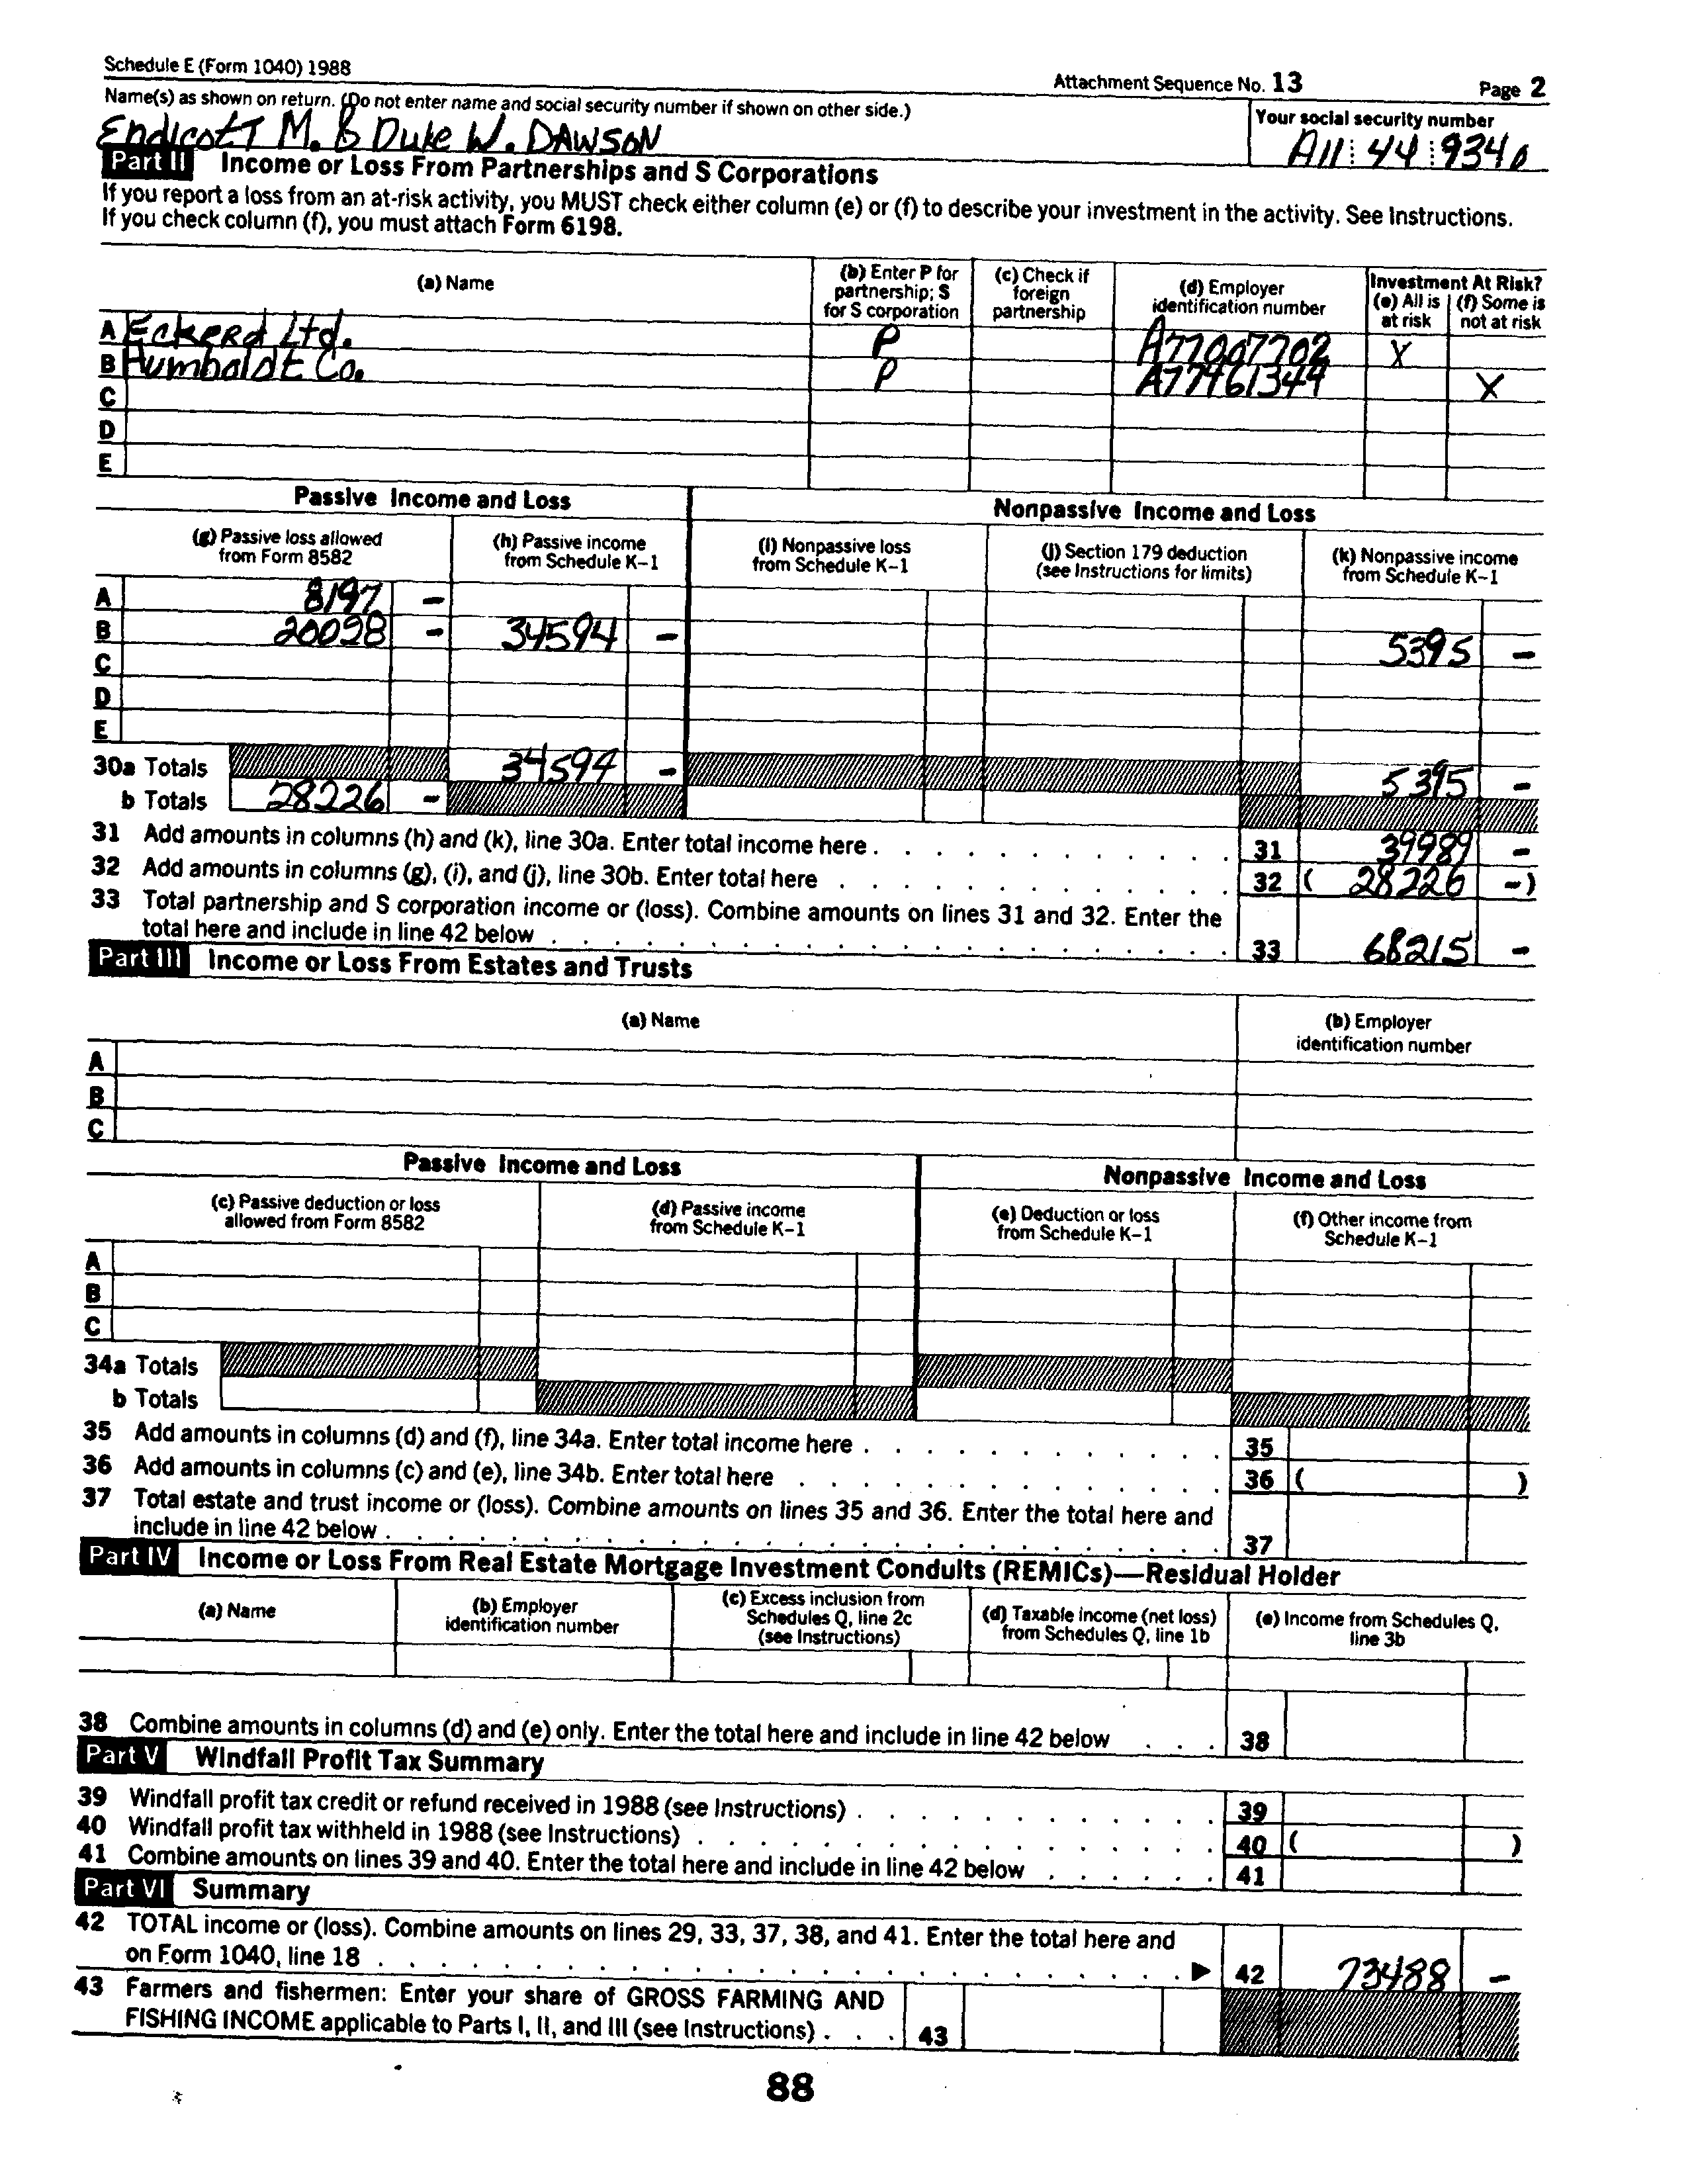 Schedule E (Form 1040) 1988 Attachment Sequence No. 13 Page 2
Name(s) as shown on return. (Do not enter name and social security number if shown on other side.) Your social security number
Endicott M. & Duke W. DAWSON A11 44 9340
Part II Income or Loss From Partnerships and S Corporations
If you report a loss from an at-risk activity, you MUST check either column (e) or (f) to describe your investment in the activity. See Instructions.
If you check column (f), you must attach Form 6198.
(a) Name (b) Enter P for partnership; S for S corporation (c) Check if foreign partnership (d) Employer identification number Investment At Risk? (e) All is at risk (f) Some is not at risk
A Eckerd Ltd. P A77007702 X
B Humboldt Co. P A77461344 X
C
D
E
Passive Income and Loss Nonpassive Income and Loss
(g) Passive loss allowed from Form 8582 (h) Passive income from Schedule K-1 (i) Nonpassive loss from Schedule K-1 (j) Section 179 deduction (see Instructions for limits) (k) Nonpassive income from Schedule K-1
A 8197 -
B 20028 - 34594 - 5395 -
C
D
E
30a Totals 34594 - 5395 -
b Totals 28226 -
31 Add amounts in columns (h) and (k), line 30a. Enter total income here . 31 39989 -
32 Add amounts in columns (g), (i), and (j), line 30b. Enter total here 32 ( 28226 - )
33 Total partnership and S corporation income or (loss). Combine amounts on lines 31 and 32. Enter the
total here and include in line 42 below 33 68215 -
Part III Income or Loss From Estates and Trusts
(a) Name (b) Employer identification number
A
B
C
Passive Income and Loss Nonpassive Income and Loss
(c) Passive deduction or loss allowed from Form 8582 (d) Passive income from Schedule K-1 (e) Deduction or loss from Schedule K-1 (f) Other income from Schedule K-1
A
B
C
34a Totals
b Totals
35 Add amounts in columns (d) and (f), line 34a. Enter total income here . 35
36 Add amounts in columns (c) and (e), line 34b. Enter total here 36 ( )
37 Total estate and trust income or (loss). Combine amounts on lines 35 and 36. Enter the total here and
include in line 42 below . 37
Part IV Income or Loss From Real Estate Mortgage Investment Conduits (REMICs)—Residual Holder
(a) Name (b) Employer identification number (c) Excess inclusion from Schedules Q, line 2c (see Instructions) (d) Taxable income (net loss) from Schedules Q, line 1b (e) Income from Schedules Q, line 3b
38 Combine amounts in columns (d) and (e) only. Enter the total here and include in line 42 below 38
Part V Windfall Profit Tax Summary
39 Windfall profit tax credit or refund received in 1988 (see Instructions) . 39
40 Windfall profit tax withheld in 1988 (see Instructions) 40 ( )
41 Combine amounts on lines 39 and 40. Enter the total here and include in line 42 below 41
Part VI Summary
42 TOTAL income or (loss). Combine amounts on lines 29, 33, 37, 38, and 41. Enter the total here and
on Form 1040, line 18 42 73488 -
43 Farmers and fishermen: Enter your share of GROSS FARMING AND
FISHING INCOME applicable to Parts I, II, and III (see Instructions) . 43
88